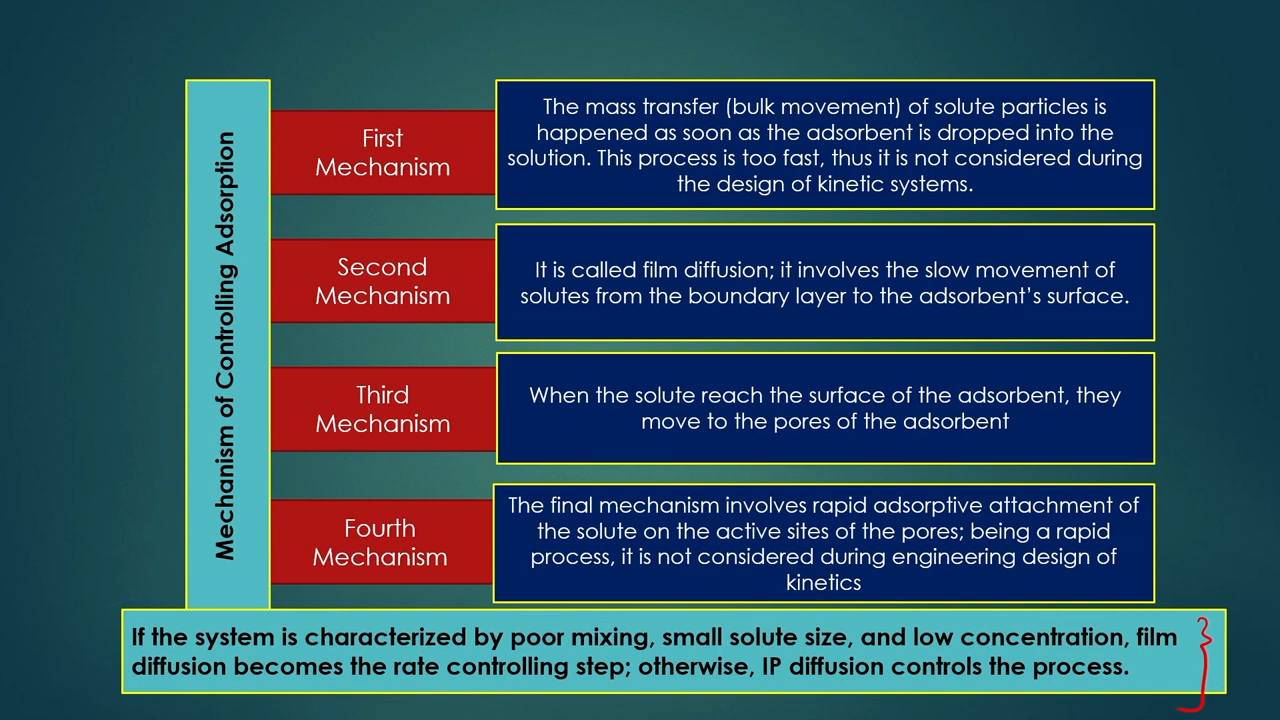 Mechanism of Controlling Adsorption
First
Mechanism
The mass transfer (bulk movement) of solute particles is
happened as soon as the adsorbent is dropped into the
solution. This process is too fast, thus it is not considered during
the design of kinetic systems.
Second
Mechanism
It is called film diffusion; it involves the slow movement of
solutes from the boundary layer to the adsorbent’s surface.
Third
Mechanism
When the solute reach the surface of the adsorbent, they
move to the pores of the adsorbent
Fourth
Mechanism
The final mechanism involves rapid adsorptive attachment of
the solute on the active sites of the pores; being a rapid
process, it is not considered during engineering design of
kinetics
If the system is characterized by poor mixing, small solute size, and low concentration, film
diffusion becomes the rate controlling step; otherwise, IP diffusion controls the process.